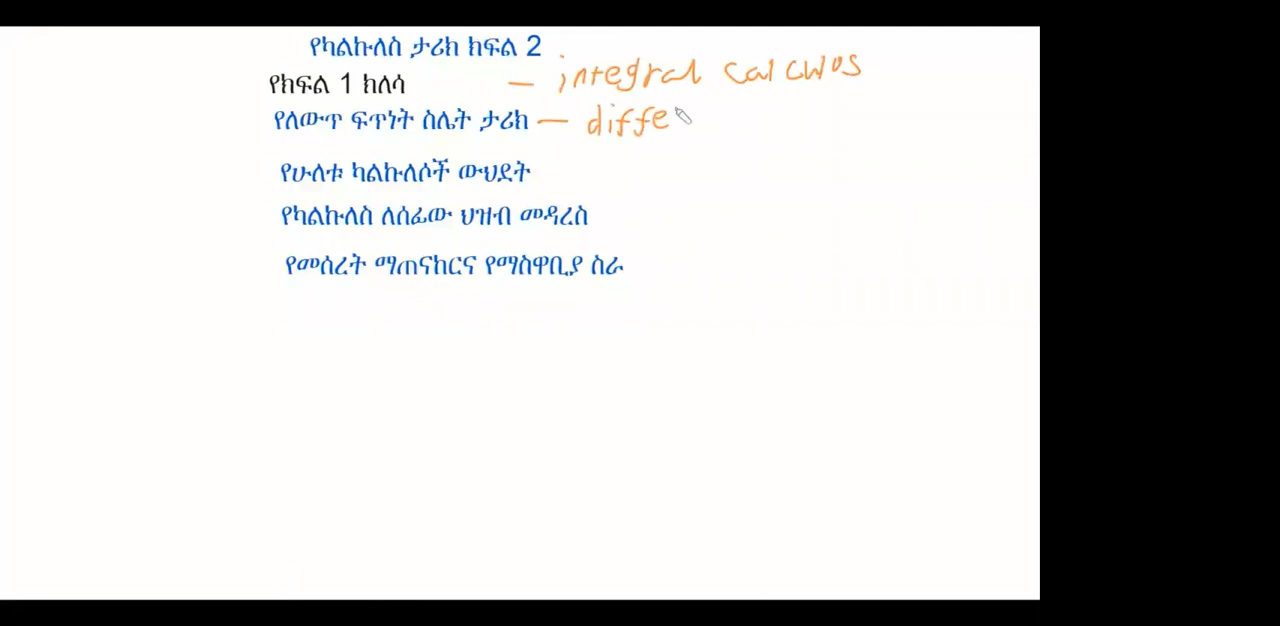 የካልኩለስ ታሪክ ክፍል 2
የክፍል 1 ክለሳ — integral calculus
የለውጥ ፍጥነት ስሌት ታሪክ — diffe
የሁለቱ ካልኩለሶች ውህደት
የካልኩለስ ለሰፊው ህዝብ መዳረስ
የመሰረት ማጠናከርና የማስዋቢያ ስራ